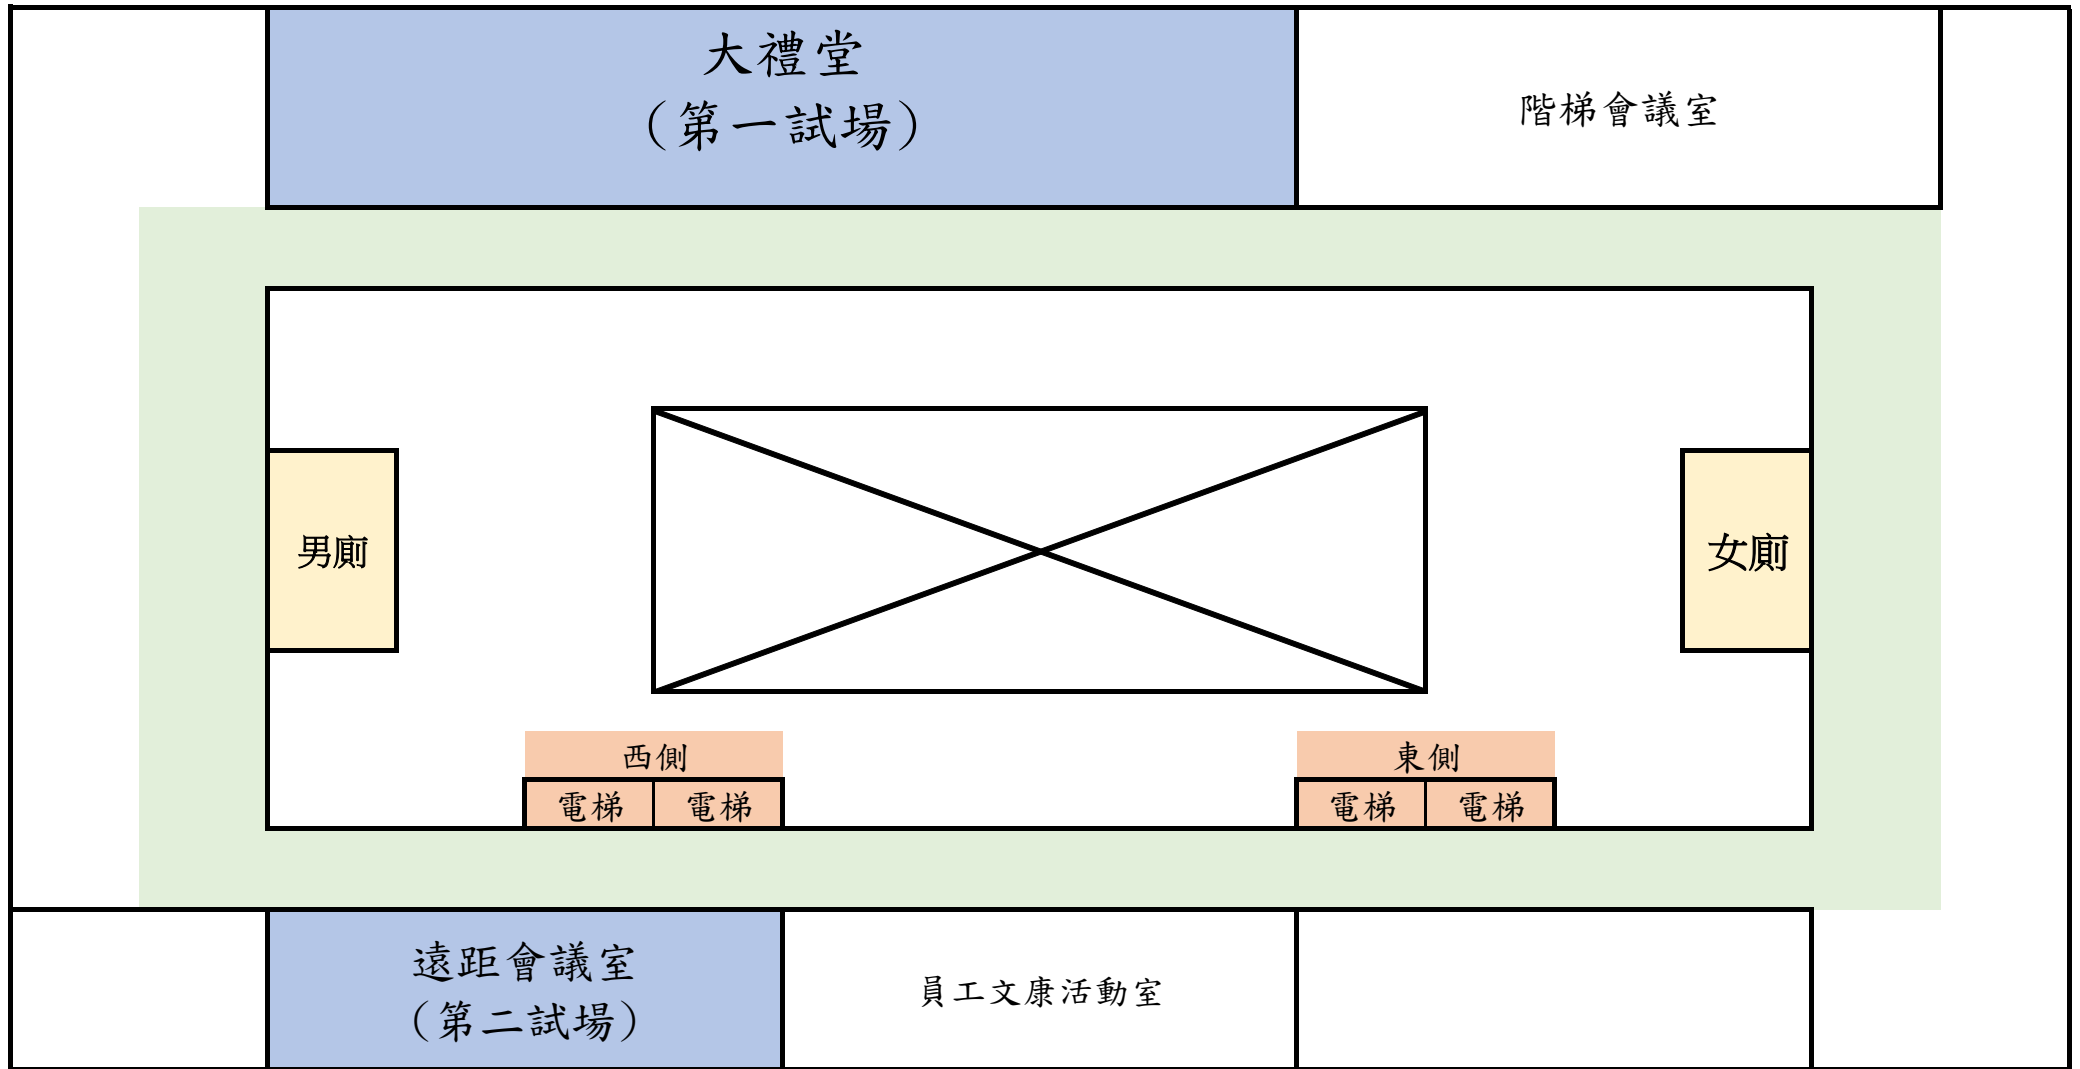 大禮堂
（第一試場）
階梯會議室
男廁
女廁
西側
東側
電梯
電梯
電梯
電梯
遠距會議室
（第二試場）
員工文康活動室